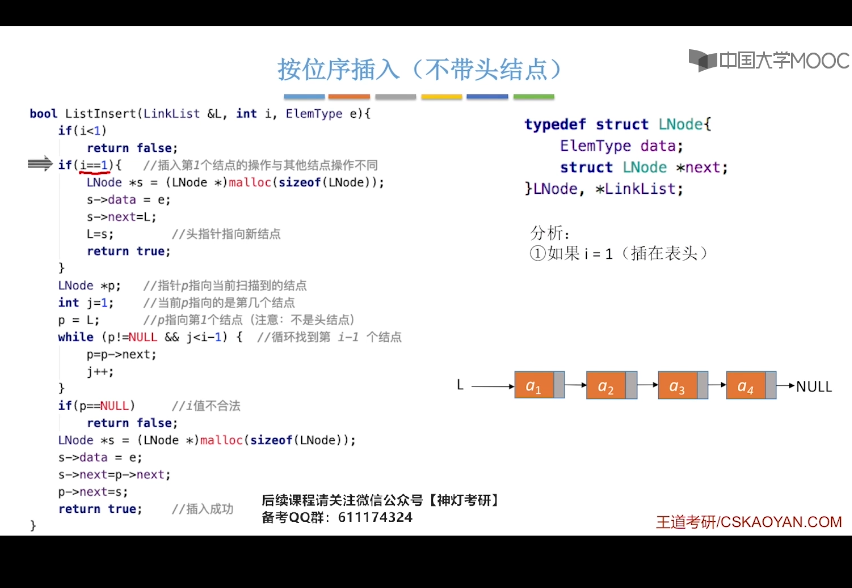 按位序插入（不带头结点）
中国大学MOOC
bool ListInsert(LinkList &L, int i, ElemType e){
if(i<1)
return false;
if(i==1){ //插入第1个结点的操作与其他结点操作不同
LNode *s = (LNode *)malloc(sizeof(LNode));
s->data = e;
s->next=L;
L=s; //头指针指向新结点
return true;
}
LNode *p; //指针p指向当前扫描到的结点
int j=1; //当前p指向的是第几个结点
p = L; //p指向第1个结点（注意：不是头结点）
while (p!=NULL && j<i-1) { //循环找到第 i-1 个结点
p=p->next;
j++;
}
if(p==NULL) //i值不合法
return false;
LNode *s = (LNode *)malloc(sizeof(LNode));
s->data = e;
s->next=p->next;
p->next=s;
return true; //插入成功
}
typedef struct LNode{
ElemType data;
struct LNode *next;
}LNode, *LinkList;
分析：
①如果 i = 1（插在表头）
L a1 a2 a3 a4 NULL
后续课程请关注微信公众号【神灯考研】
备考QQ群：611174324
王道考研/CSKAOYAN.COM